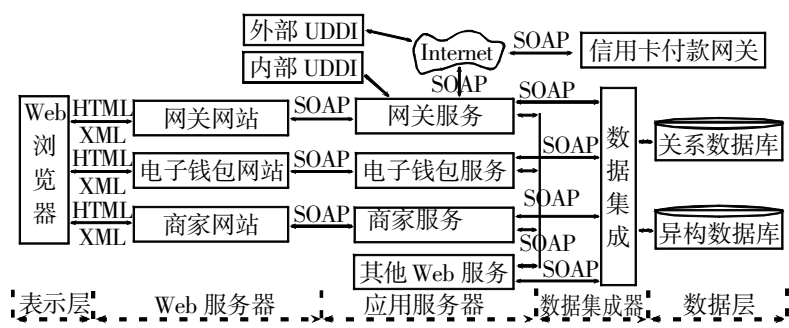 外部 UDDI
Internet
SOAP
信用卡付款网关
内部 UDDI
SOAP
Web
浏
览
器
HTML
XML
网关网站
SOAP
网关服务
SOAP
HTML
XML
电子钱包网站
SOAP
电子钱包服务
SOAP
HTML
XML
商家网站
SOAP
商家服务
SOAP
SOAP
其他 Web 服务
SOAP
数
据
集
成
关系数据库
异构数据库
表示层
Web 服务器
应用服务器
数据集成器
数据层